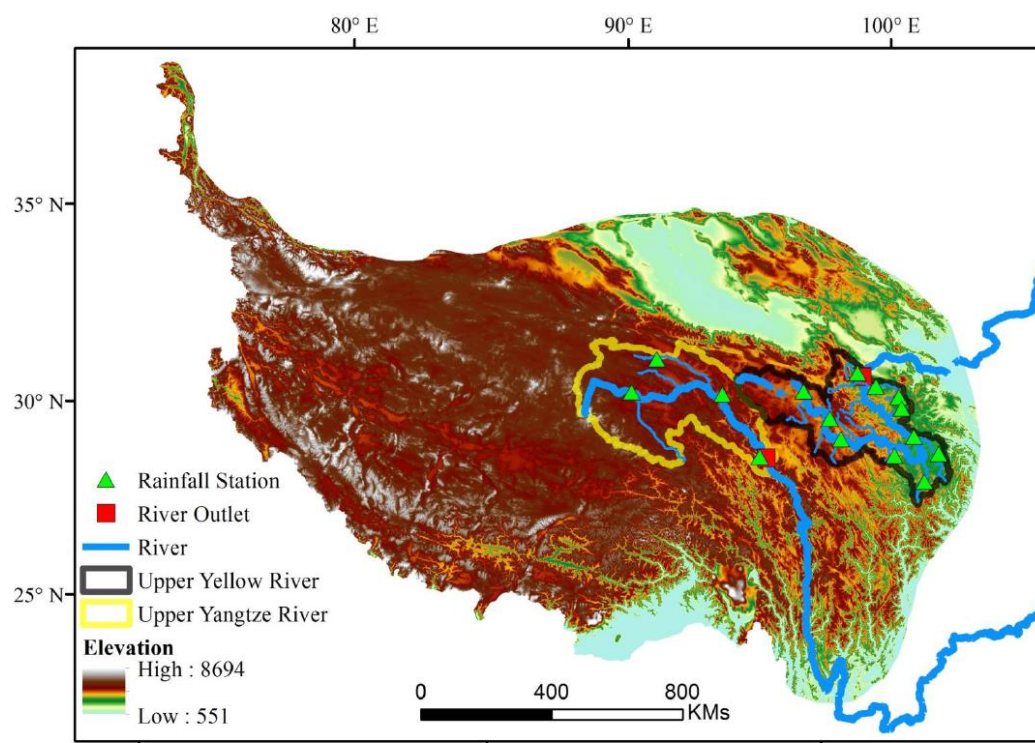 80° E 90° E 100° E
35° N
30° N
25° N
Rainfall Station
River Outlet
River
Upper Yellow River
Upper Yangtze River
Elevation
High : 8694
Low : 551
0 400 800
KMs